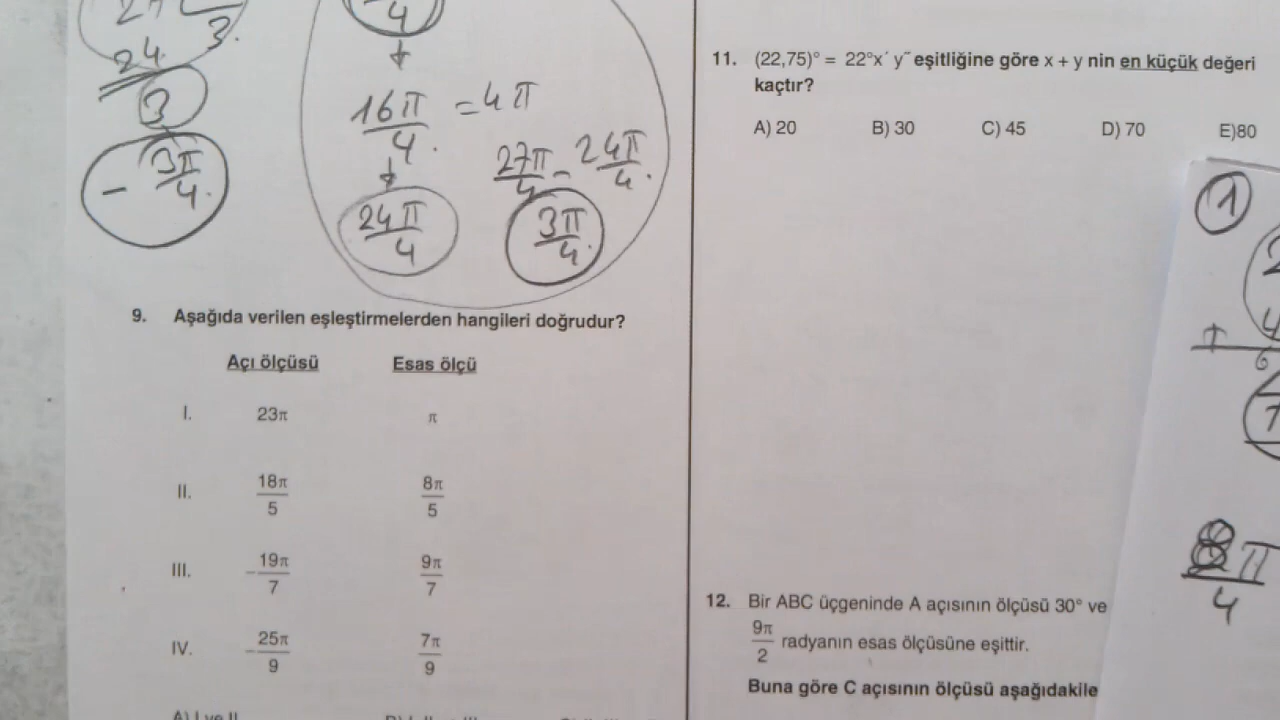 24
3
- 3π/4
4
16π/4 = 4π
27π/4 - 24π/4
24π/4
3π/4
9. Aşağıda verilen eşleştirmelerden hangileri doğrudur?
Açı ölçüsü Esas ölçü
I. 23π π
II. 18π/5 8π/5
III. -19π/7 9π/7
IV. -25π/9 7π/9
A) I ve II
11. (22,75)° = 22°x′ y″ eşitliğine göre x + y nin en küçük değeri
kaçtır?
A) 20 B) 30 C) 45 D) 70 E)80
12. Bir ABC üçgeninde A açısının ölçüsü 30° ve
9π/2 radyanın esas ölçüsüne eşittir.
Buna göre C açısının ölçüsü aşağıdakile
1
8π/4